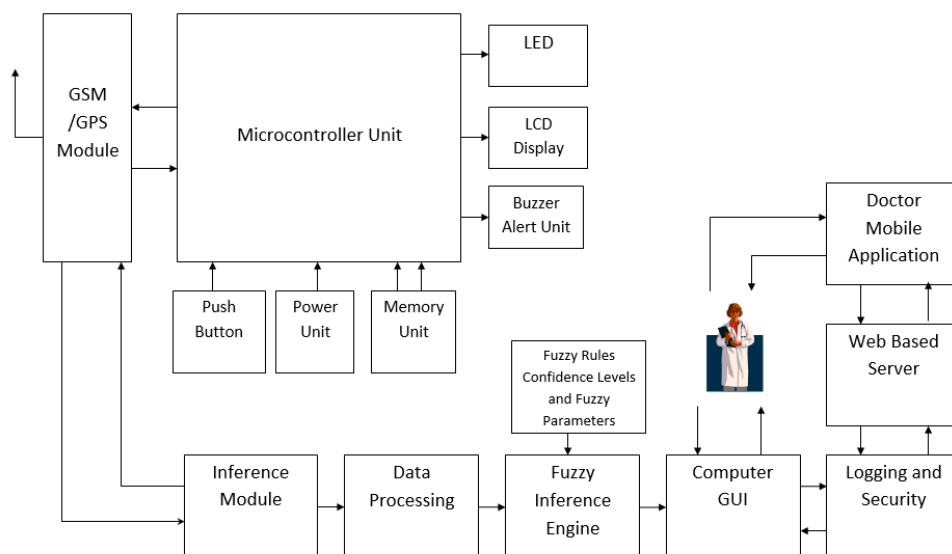 GSM
/GPS
Module
Microcontroller Unit
LED
LCD
Display
Buzzer
Alert Unit
Push
Button
Power
Unit
Memory
Unit
Doctor
Mobile
Application
Web Based
Server
Fuzzy Rules
Confidence Levels
and Fuzzy
Parameters
Inference
Module
Data
Processing
Fuzzy
Inference
Engine
Computer
GUI
Logging and
Security